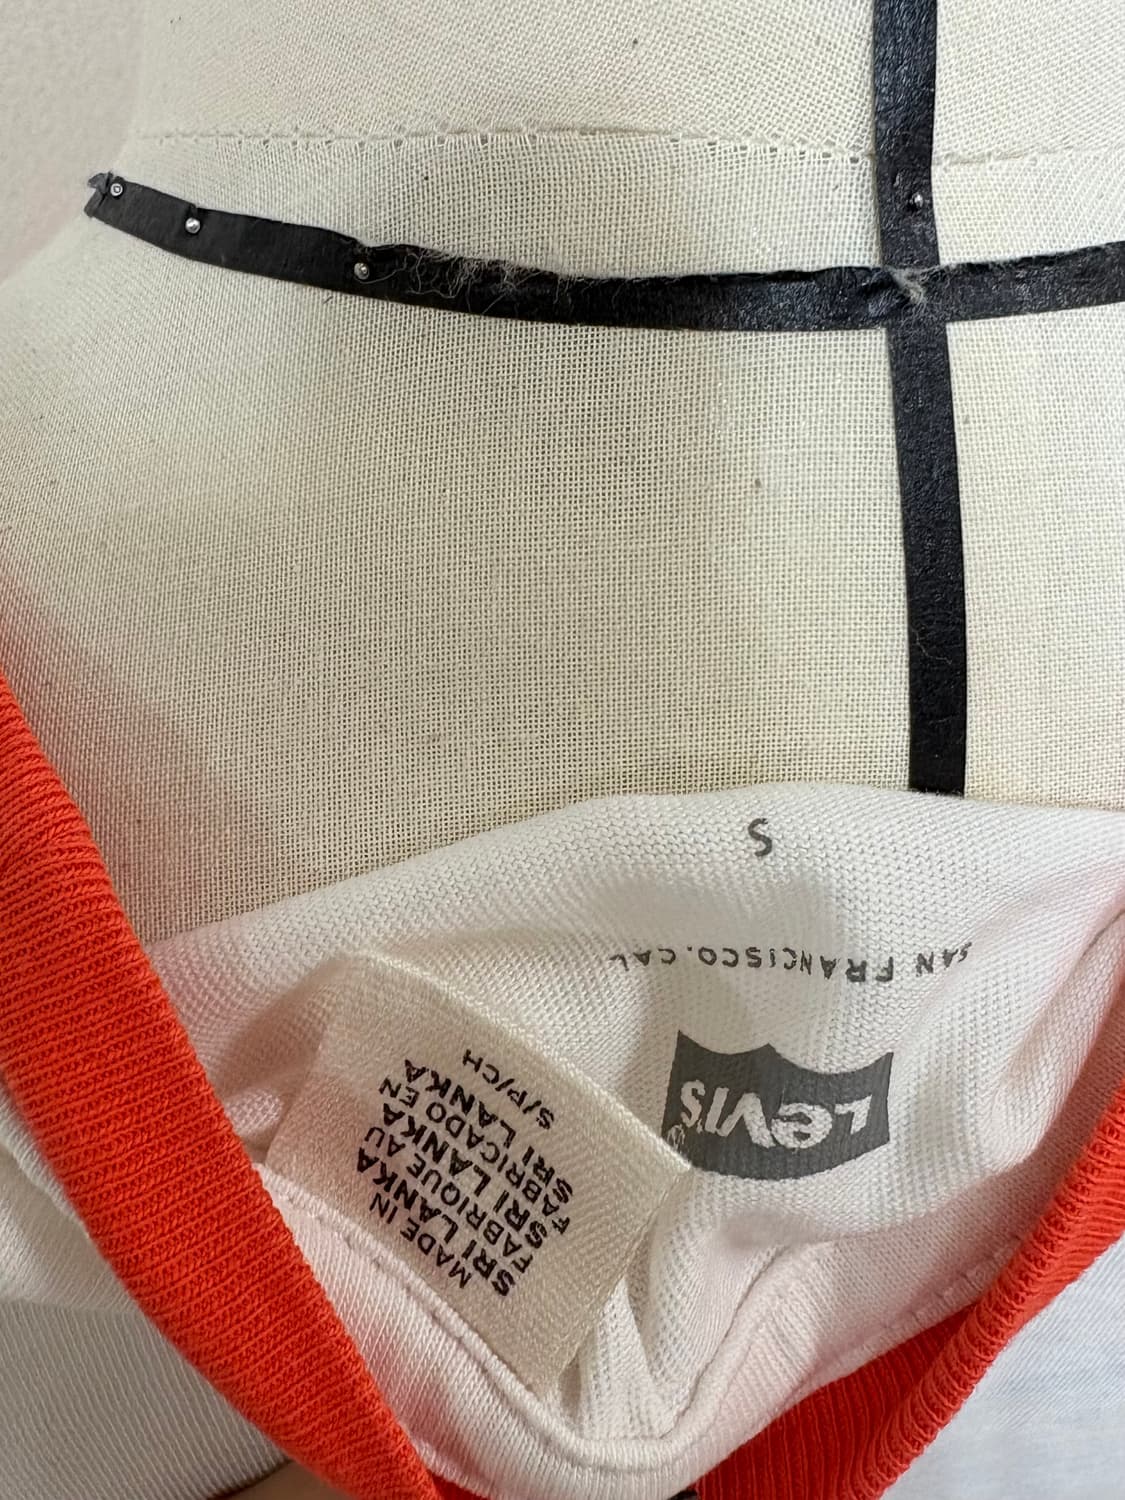 LEVI'S®
SAN FRANCISCO.CAL
S
MADE IN
SRI LANKA
FABRIQUE AU
SRI LANKA
FABRICADO EN
SRI LANKA
S/P/CH